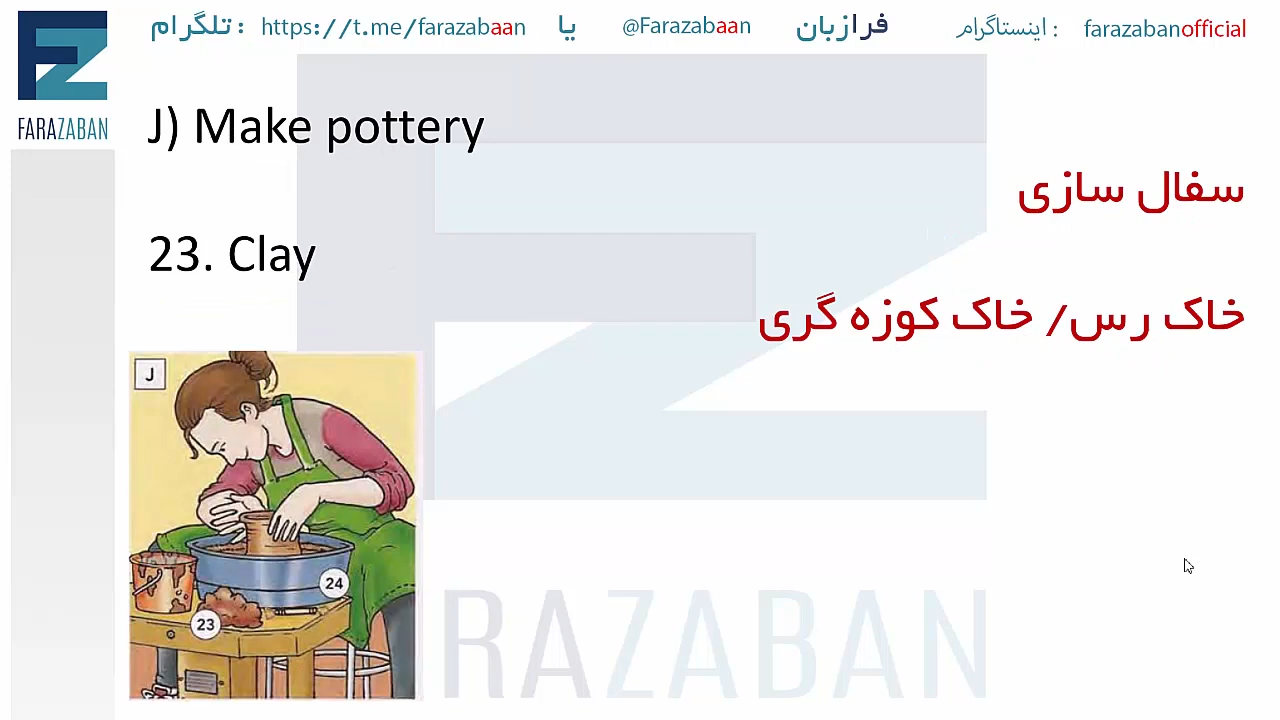 تلگرام : https://t.me/farazabaan یا @Farazabaan فرازبان اینستاگرام : farazabanofficial
FZ
FARAZABAN
J) Make pottery
سفال سازی
23. Clay
خاک رس/ خاک کوزه گری
J
24
23
FARAZABAN